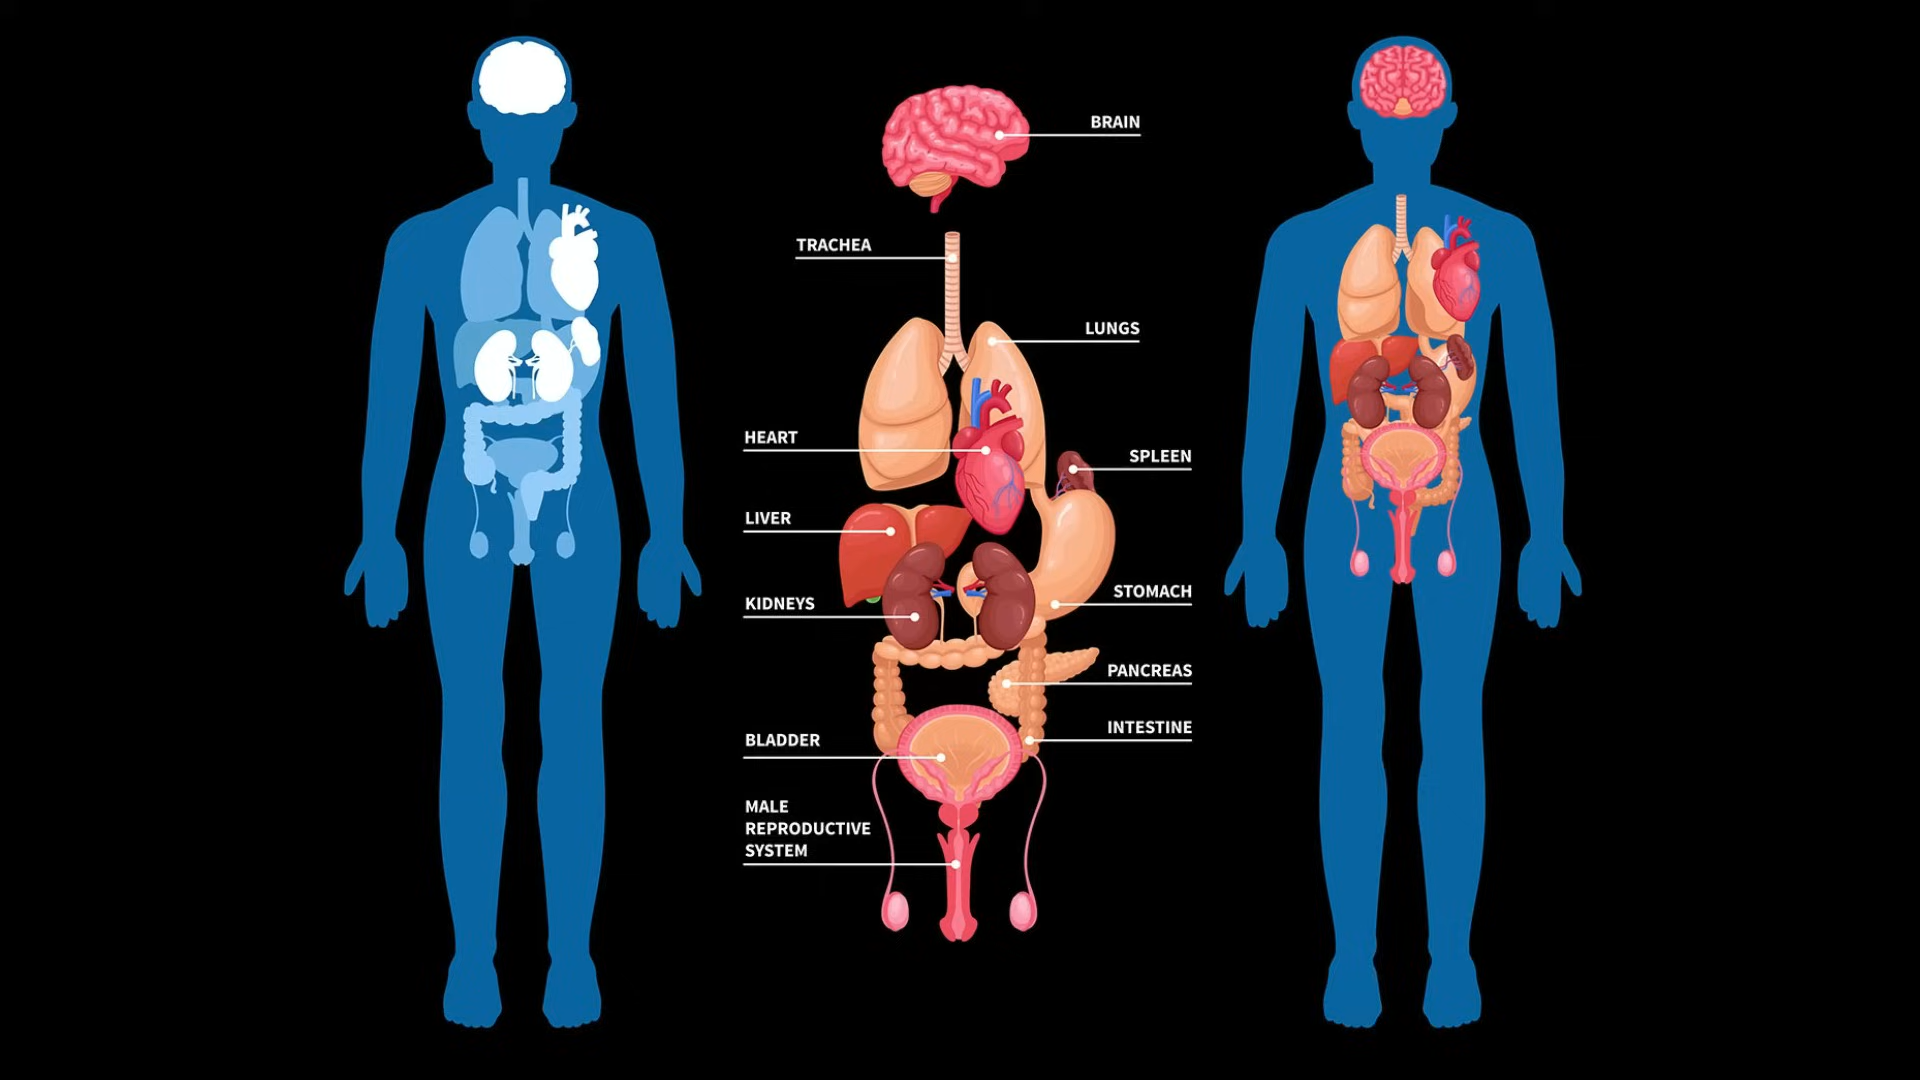 BRAIN
TRACHEA
LUNGS
HEART
SPLEEN
LIVER
STOMACH
KIDNEYS
PANCREAS
INTESTINE
BLADDER
MALE
REPRODUCTIVE
SYSTEM